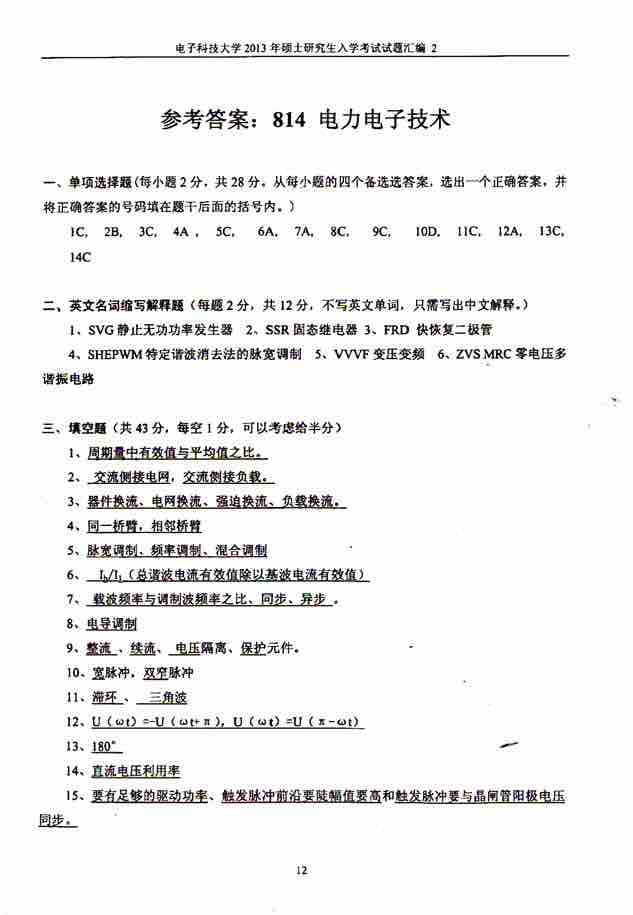 电子科技大学 2013 年硕士研究生入学考试试题汇编 2
参考答案：814 电力电子技术
一、单项选择题(每小题 2 分，共 28 分。从每小题的四个备选选答案，选出一个正确答案，并
将正确答案的号码填在题干后面的括号内。)
1C, 2B, 3C, 4A , 5C, 6A, 7A, 8C, 9C, 10D, 11C, 12A, 13C,
14C
二、英文名词缩写解释题（每题 2 分，共 12 分，不写英文单词，只需写出中文解释。）
1、SVG 静止无功功率发生器 2、SSR 固态继电器 3、FRD 快恢复二极管
4、SHEPWM 特定谐波消去法的脉宽调制 5、VVVF 变压变频 6、ZVS MRC 零电压多
谐振电路
三、填空题（共 43 分，每空 1 分，可以考虑给半分）
1、周期量中有效值与平均值之比。
2、 交流侧接电网，交流侧接负载。
3、器件换流、电网换流、强迫换流、负载换流。
4、同一桥臂，相邻桥臂
5、脉宽调制、频率调制、混合调制
6、 Ih/I1（总谐波电流有效值除以基波电流有效值）
7、 载波频率与调制波频率之比、同步、异步 。
8、电导调制
9、整流 、续流、 电压隔离、保护元件。
10、宽脉冲，双窄脉冲
11、滞环 、 三角波
12、U（ωt）=-U（ωt+π），U（ωt）=U（π-ωt）
13、180°
14、直流电压利用率
15、要有足够的驱动功率、触发脉冲前沿要陡幅值要高和触发脉冲要与晶闸管阳极电压
同步。
12